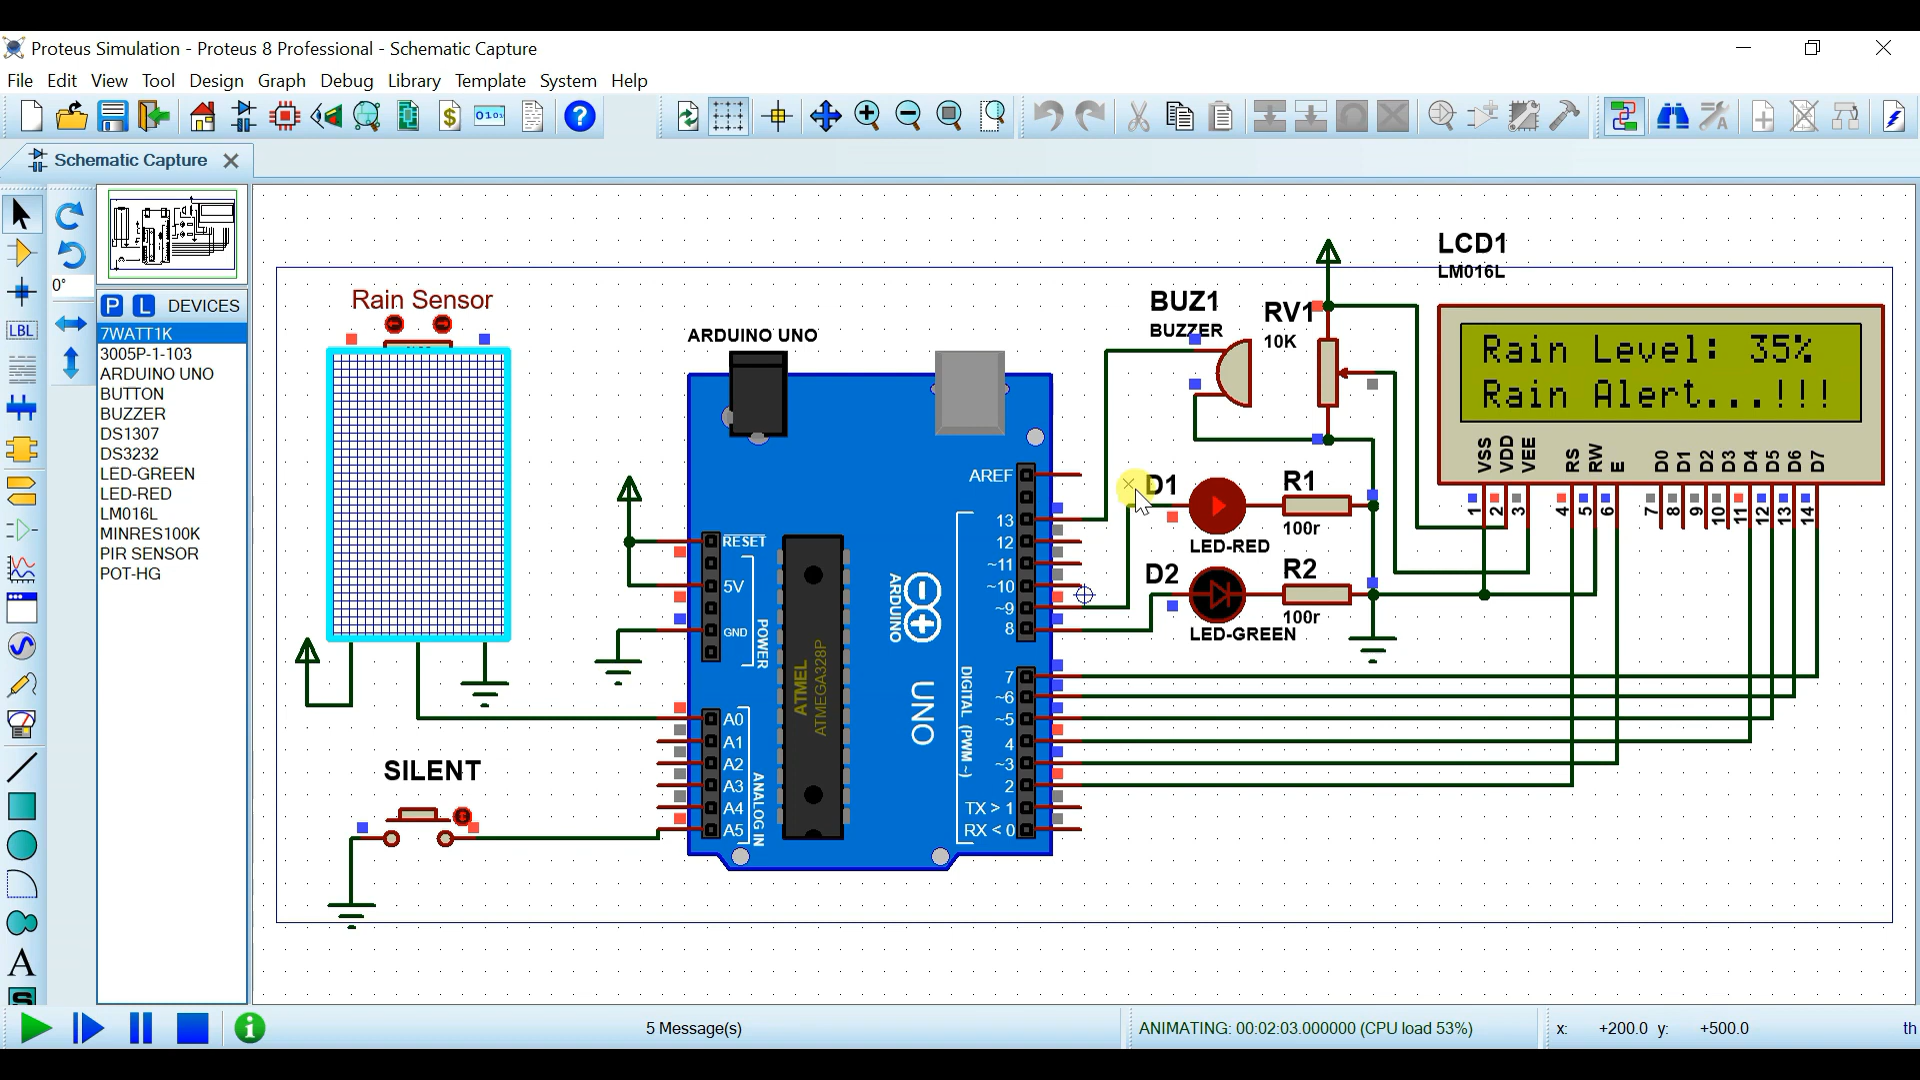 Proteus Simulation - Proteus 8 Professional - Schematic Capture
File Edit View Tool Design Graph Debug Library Template System Help
Schematic Capture
0°
P L DEVICES
7WATT1K
3005P-1-103
ARDUINO UNO
BUTTON
BUZZER
DS1307
DS3232
LED-GREEN
LED-RED
LM016L
MINRES100K
PIR SENSOR
POT-HG
LBL
A
S
Rain Sensor
SILENT
ARDUINO UNO
RESET
5V
GND
POWER
A0
A1
A2
A3
A4
A5
ANALOG IN
ATMEL
ATMEGA328P
ARDUINO
UNO
AREF
13
12
~11
~10
~9
8
7
~6
~5
4
~3
2
TX > 1
RX < 0
DIGITAL (PWM ~)
BUZ1
BUZZER
RV1
10K
D1
LED-RED
R1
100r
D2
LED-GREEN
R2
100r
LCD1
LM016L
Rain Level: 35%
Rain Alert...!!!
VSS VDD VEE RS RW E D0 D1 D2 D3 D4 D5 D6 D7
1 2 3 4 5 6 7 8 9 10 11 12 13 14
5 Message(s)
ANIMATING: 00:02:03.000000 (CPU load 53%)
x: +200.0 y: +500.0 th